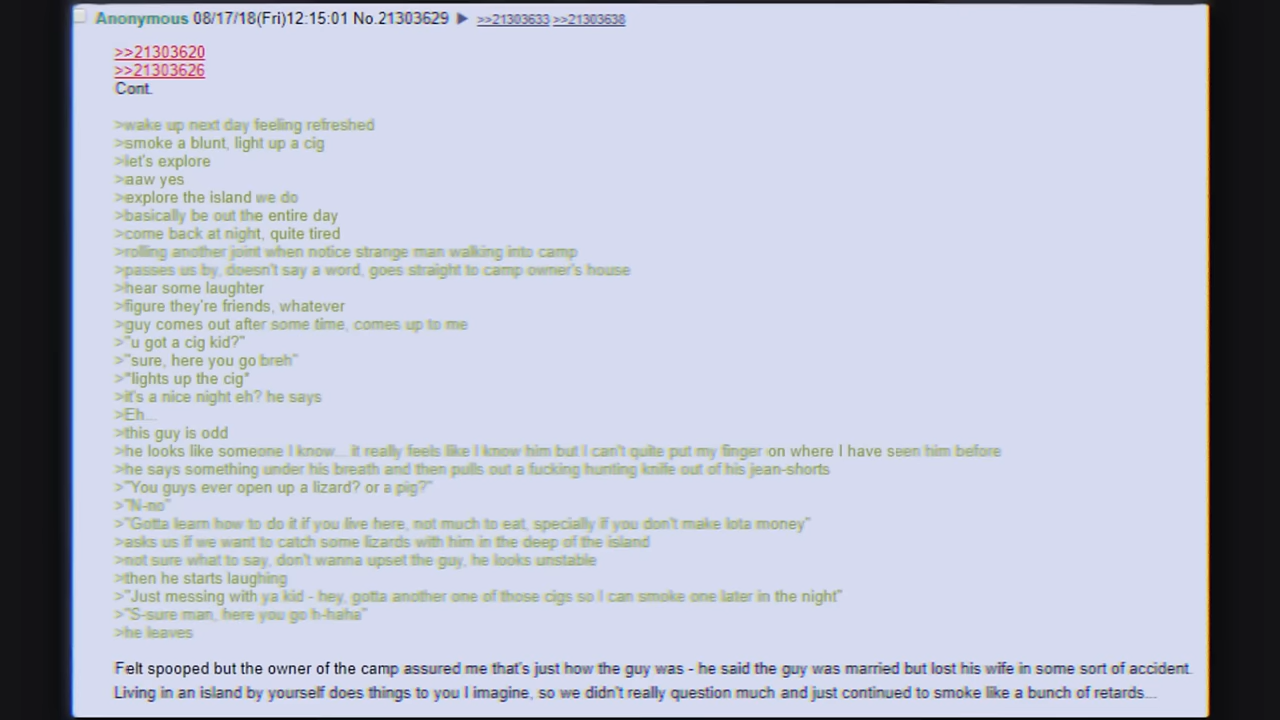 Anonymous 08/17/18(Fri)12:15:01 No.21303629 ▶ >>21303633 >>21303638
>>21303620
>>21303626
Cont.
>wake up next day feeling refreshed
>smoke a blunt, light up a cig
>let's explore
>aaw yes
>explore the island we do
>basically be out the entire day
>come back at night, quite tired
>rolling another joint when notice strange man walking into camp
>passes us by, doesn't say a word, goes straight to camp owner's house
>hear some laughter
>figure they're friends, whatever
>guy comes out after some time, comes up to me
>"u got a cig kid?"
>"sure, here you go breh"
>*lights up the cig*
>it's a nice night eh? he says
>Eh...
>this guy is odd
>he looks like someone I know.... it really feels like I know him but I can't quite put my finger on where I have seen him before
>he says something under his breath and then pulls out a fucking hunting knife out of his jean-shorts
>"You guys ever open up a lizard? or a pig?"
>"N-no"
>"Gotta learn how to do it if you live here, not much to eat, specially if you don't make lota money"
>asks us if we want to catch some lizards with him in the deep of the island
>not sure what to say, don't wanna upset the guy, he looks unstable
>then he starts laughing
>"Just messing with ya kid - hey, gotta another one of those cigs so I can smoke one later in the night"
>"S-sure man, here you go h-haha"
>he leaves
Felt spooped but the owner of the camp assured me that's just how the guy was - he said the guy was married but lost his wife in some sort of accident.
Living in an island by yourself does things to you I imagine, so we didn't really question much and just continued to smoke like a bunch of retards...